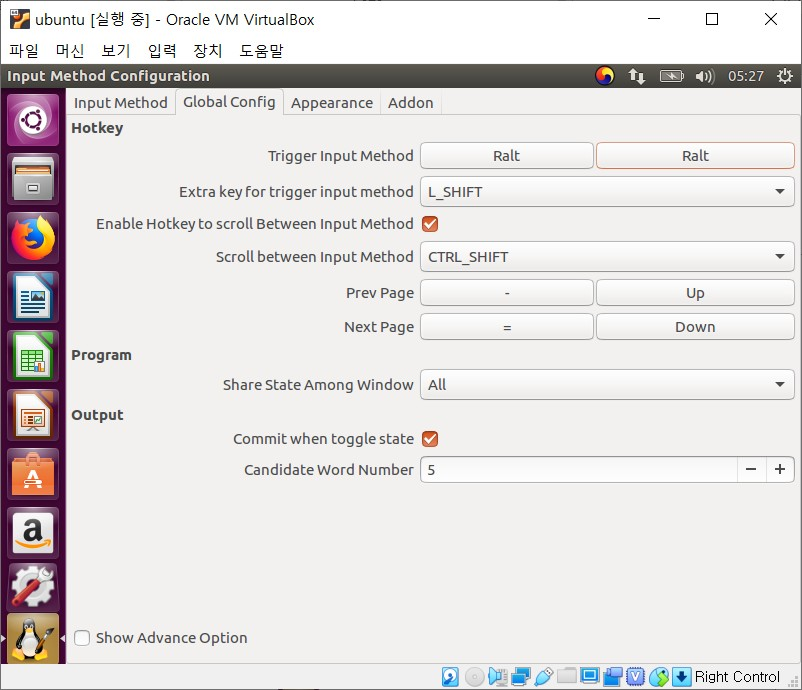 ubuntu [실행 중] - Oracle VM VirtualBox
파일 머신 보기 입력 장치 도움말
Input Method Configuration 05:27
Input Method Global Config Appearance Addon
Hotkey
Trigger Input Method Ralt Ralt
Extra key for trigger input method L_SHIFT
Enable Hotkey to scroll Between Input Method
Scroll between Input Method CTRL_SHIFT
Prev Page - Up
Next Page = Down
Program
Share State Among Window All
Output
Commit when toggle state
Candidate Word Number 5 − +
Show Advance Option
Right Control